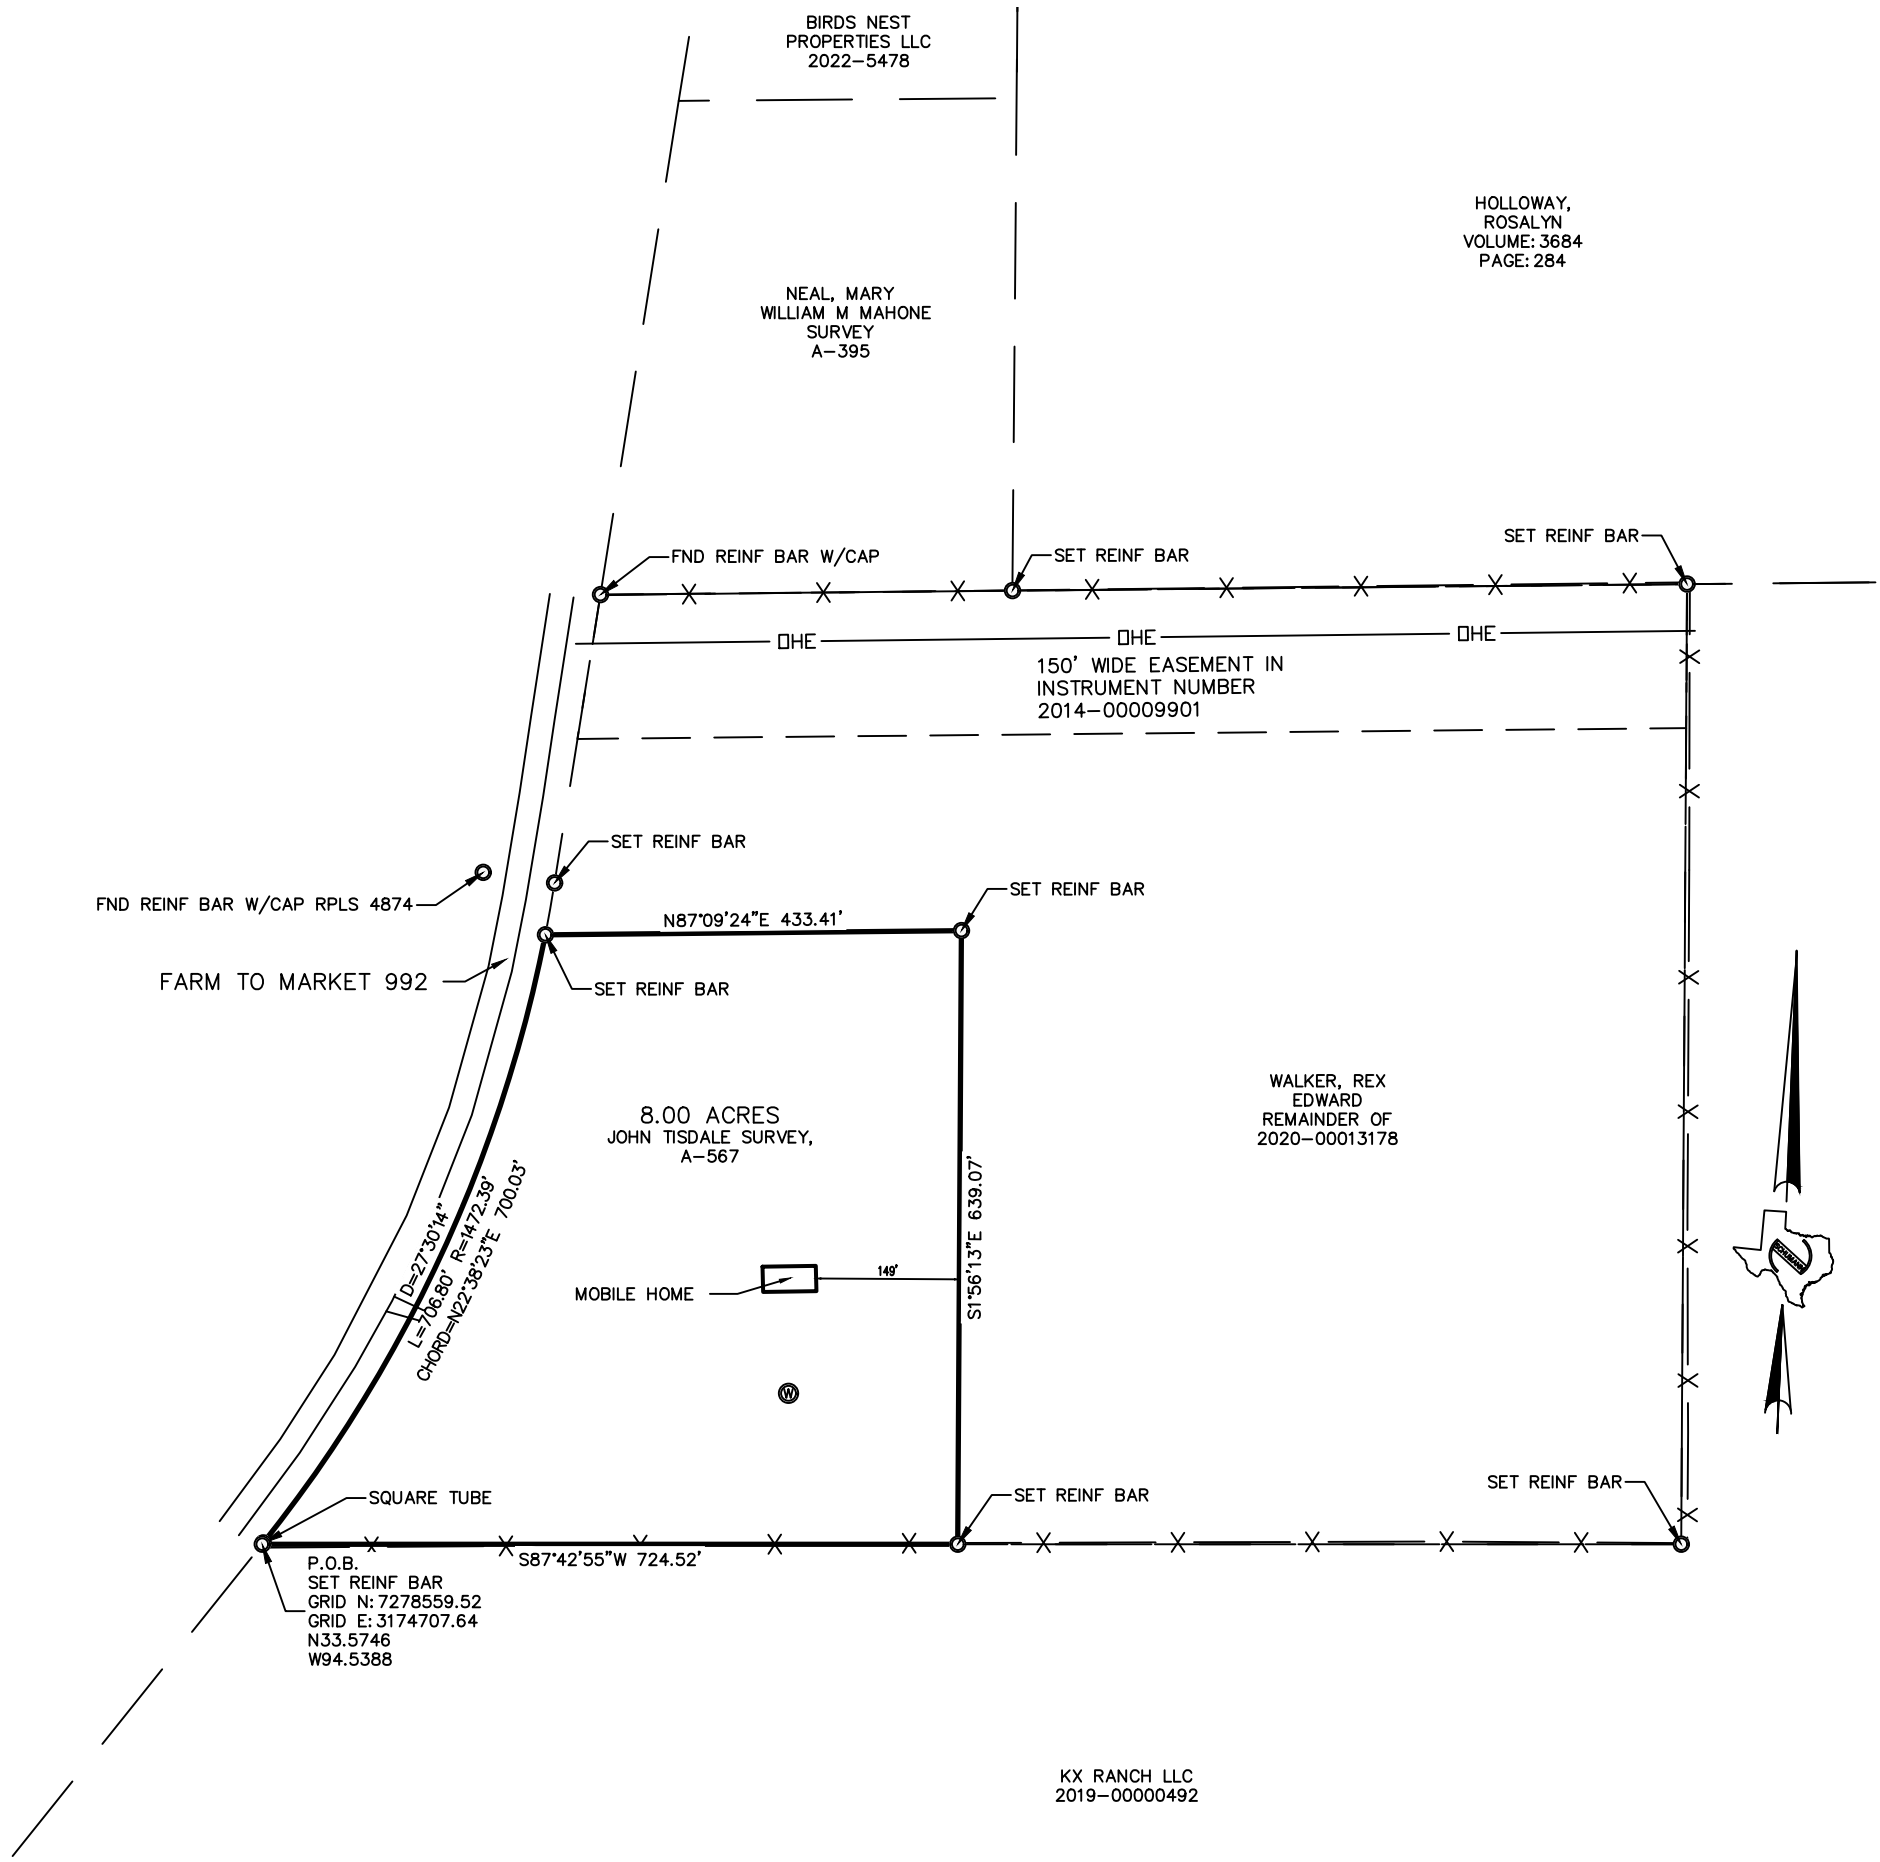 BIRDS NEST
PROPERTIES LLC
2022-5478
HOLLOWAY,
ROSALYN
VOLUME: 3684
PAGE: 284
NEAL, MARY
WILLIAM M MAHONE
SURVEY
A-395
FND REINF BAR W/CAP
SET REINF BAR
SET REINF BAR
OHE
OHE
OHE
150' WIDE EASEMENT IN
INSTRUMENT NUMBER
2014-00009901
SET REINF BAR
FND REINF BAR W/CAP RPLS 4874
SET REINF BAR
N87°09'24"E 433.41'
FARM TO MARKET 992
SET REINF BAR
8.00 ACRES
JOHN TISDALE SURVEY,
A-567
WALKER, REX
EDWARD
REMAINDER OF
2020-00013178
D=27°30'14"
L=706.80' R=1472.39'
CHORD=N22°38'23"E 700.03'
S1°56'13"E 639.07'
MOBILE HOME
149'
SCHUMANN
W
SQUARE TUBE
SET REINF BAR
SET REINF BAR
S87°42'55"W 724.52'
P.O.B.
SET REINF BAR
GRID N: 7278559.52
GRID E: 3174707.64
N33.5746
W94.5388
KX RANCH LLC
2019-00000492